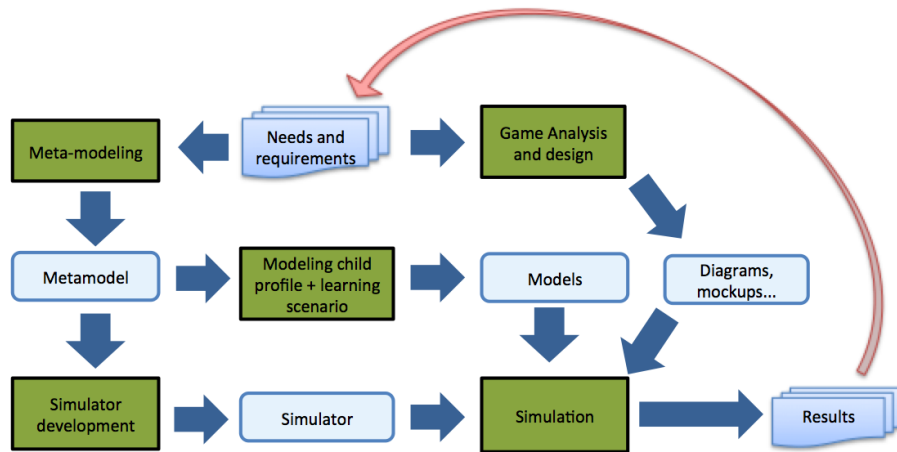 Meta-modeling
Needs and
requirements
Game Analysis
and design
Metamodel
Modeling child
profile + learning
scenario
Models
Diagrams,
mockups...
Simulator
development
Simulator
Simulation
Results